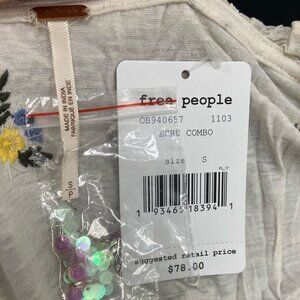 MADE IN INDIA
FABRIQUÉ EN INDE
free people
OB940657 1103
ECRU COMBO
size: S
1 93465 18394 1
suggested retail price
$78.00